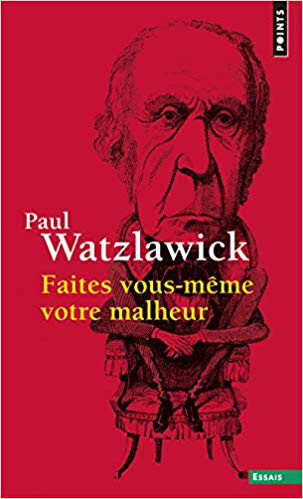 POINTS
Paul
Watzlawick
Faites vous-même
votre malheur
ESSAIS